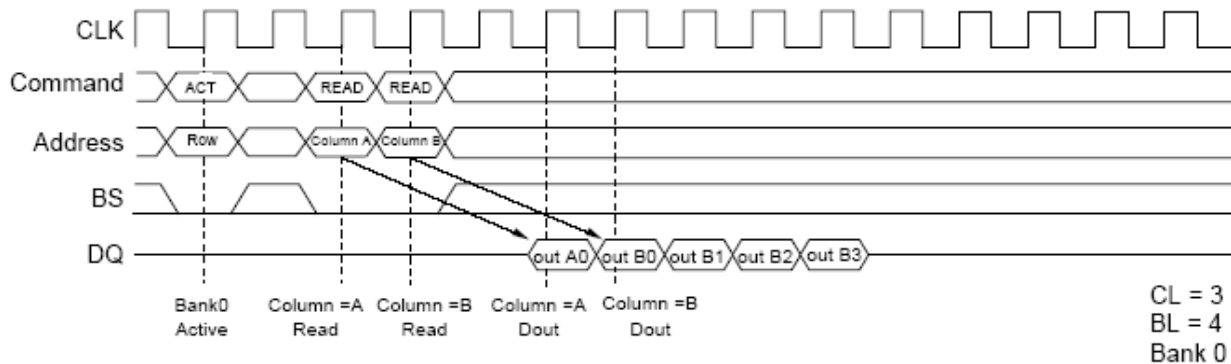 CLK
Command ACT READ READ
Address Row Column A Column B
BS
DQ out A0 out B0 out B1 out B2 out B3
Bank0 Column =A Column =B Column =A Column =B
Active Read Read Dout Dout
CL = 3
BL = 4
Bank 0